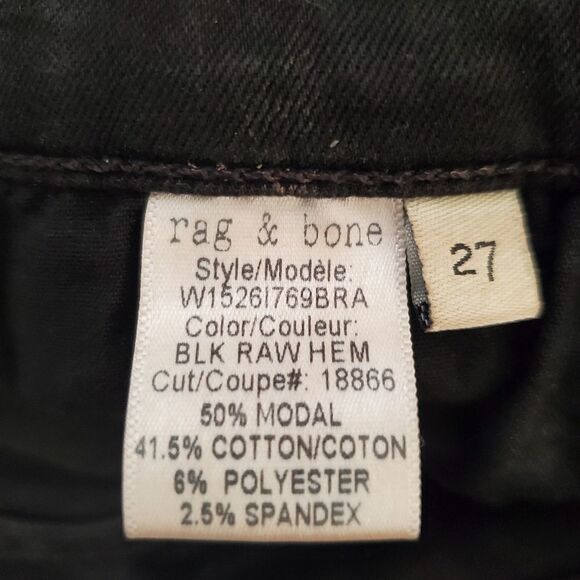 rag & bone
Style/Modèle:
W1526I769BRA
Color/Couleur:
BLK RAW HEM
Cut/Coupe#: 18866
50% MODAL
41.5% COTTON/COTON
6% POLYESTER
2.5% SPANDEX
27